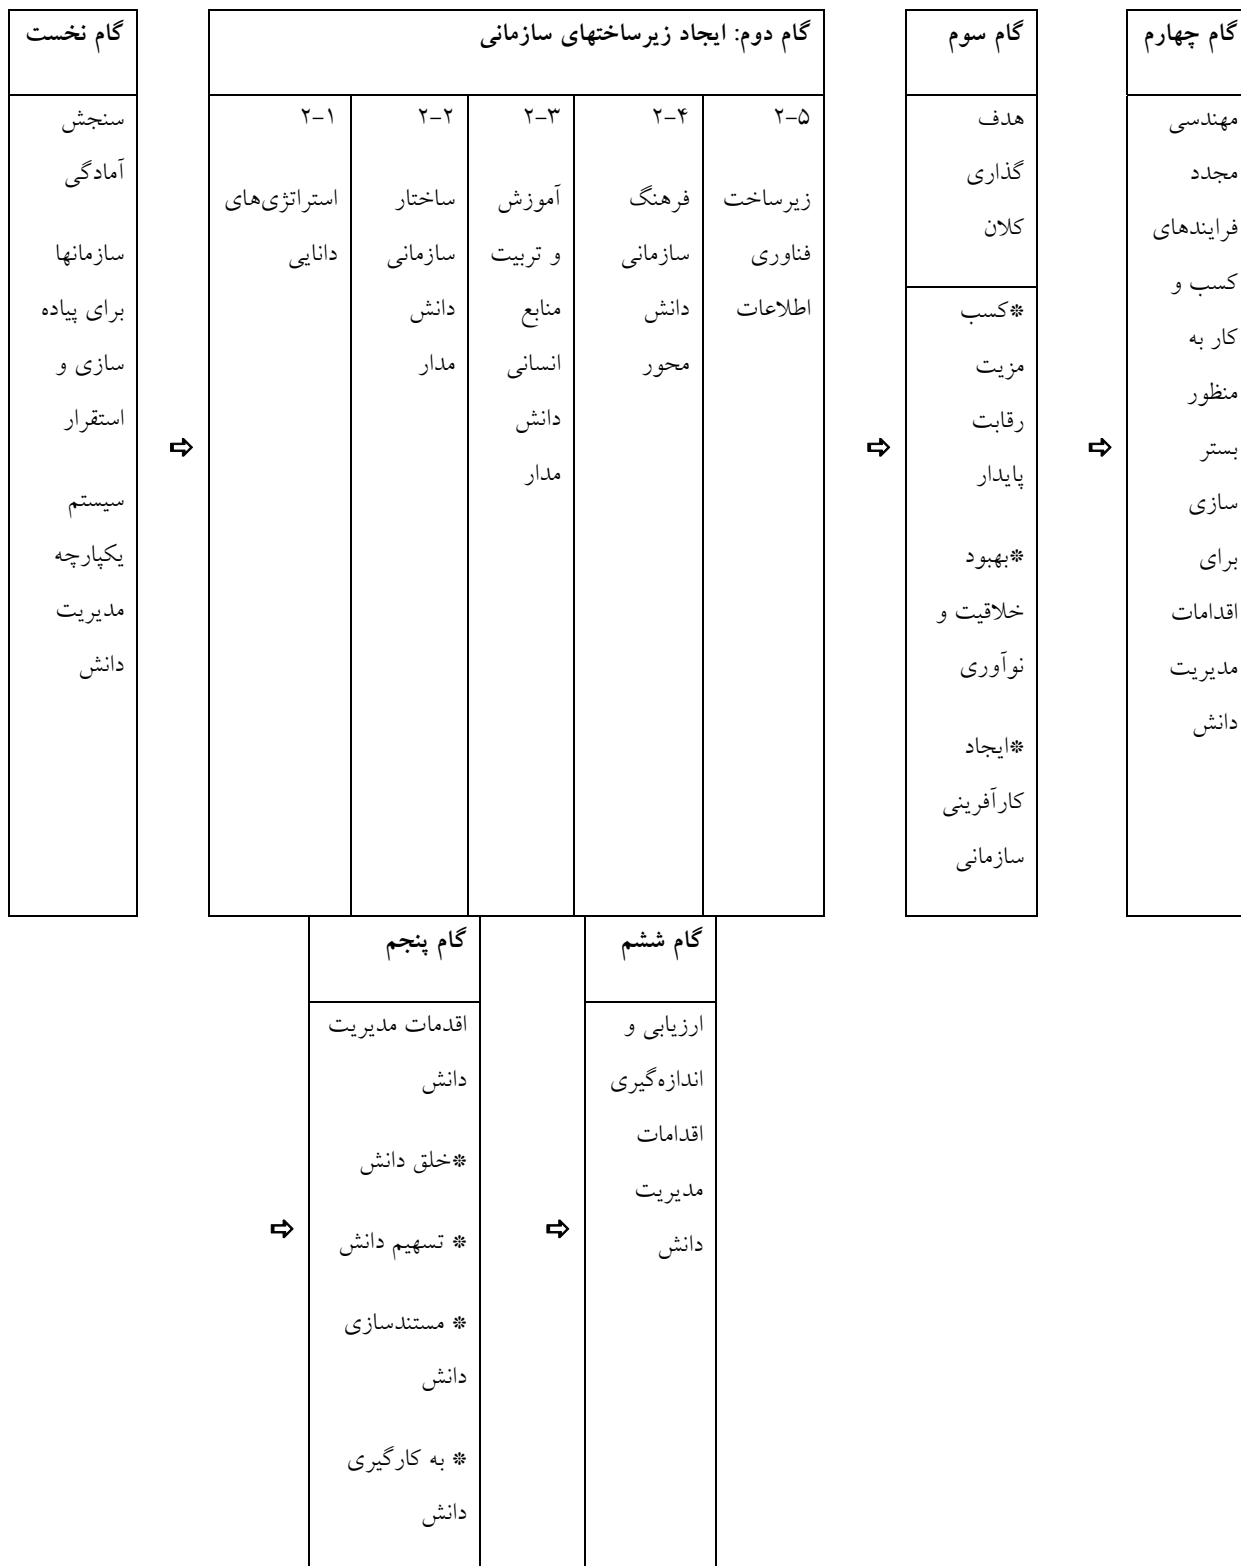 گام نخست
سنجش
آمادگی
سازمانها
برای پیاده
سازی و
استقرار
سیستم
یکپارچه
مدیریت
دانش
⇨
گام دوم: ایجاد زیرساختهای سازمانی
۲-۱
استراتژی‌های
دانایی
۲-۲
ساختار
سازمانی
دانش
مدار
۲-۳
آموزش
و تربیت
منابع
انسانی
دانش
مدار
۲-۴
فرهنگ
سازمانی
دانش
محور
۲-۵
زیرساخت
فناوری
اطلاعات
⇨
گام سوم
هدف
گذاری
کلان
*کسب
مزیت
رقابت
پایدار
*بهبود
خلاقیت و
نوآوری
*ایجاد
کارآفرینی
سازمانی
⇨
گام چهارم
مهندسی
مجدد
فرایندهای
کسب و
کار به
منظور
بستر
سازی
برای
اقدامات
مدیریت
دانش
⇨
گام پنجم
اقدمات مدیریت
دانش
*خلق دانش
* تسهیم دانش
* مستندسازی
دانش
* به کارگیری
دانش
⇨
گام ششم
ارزیابی و
اندازه‌گیری
اقدامات
مدیریت
دانش